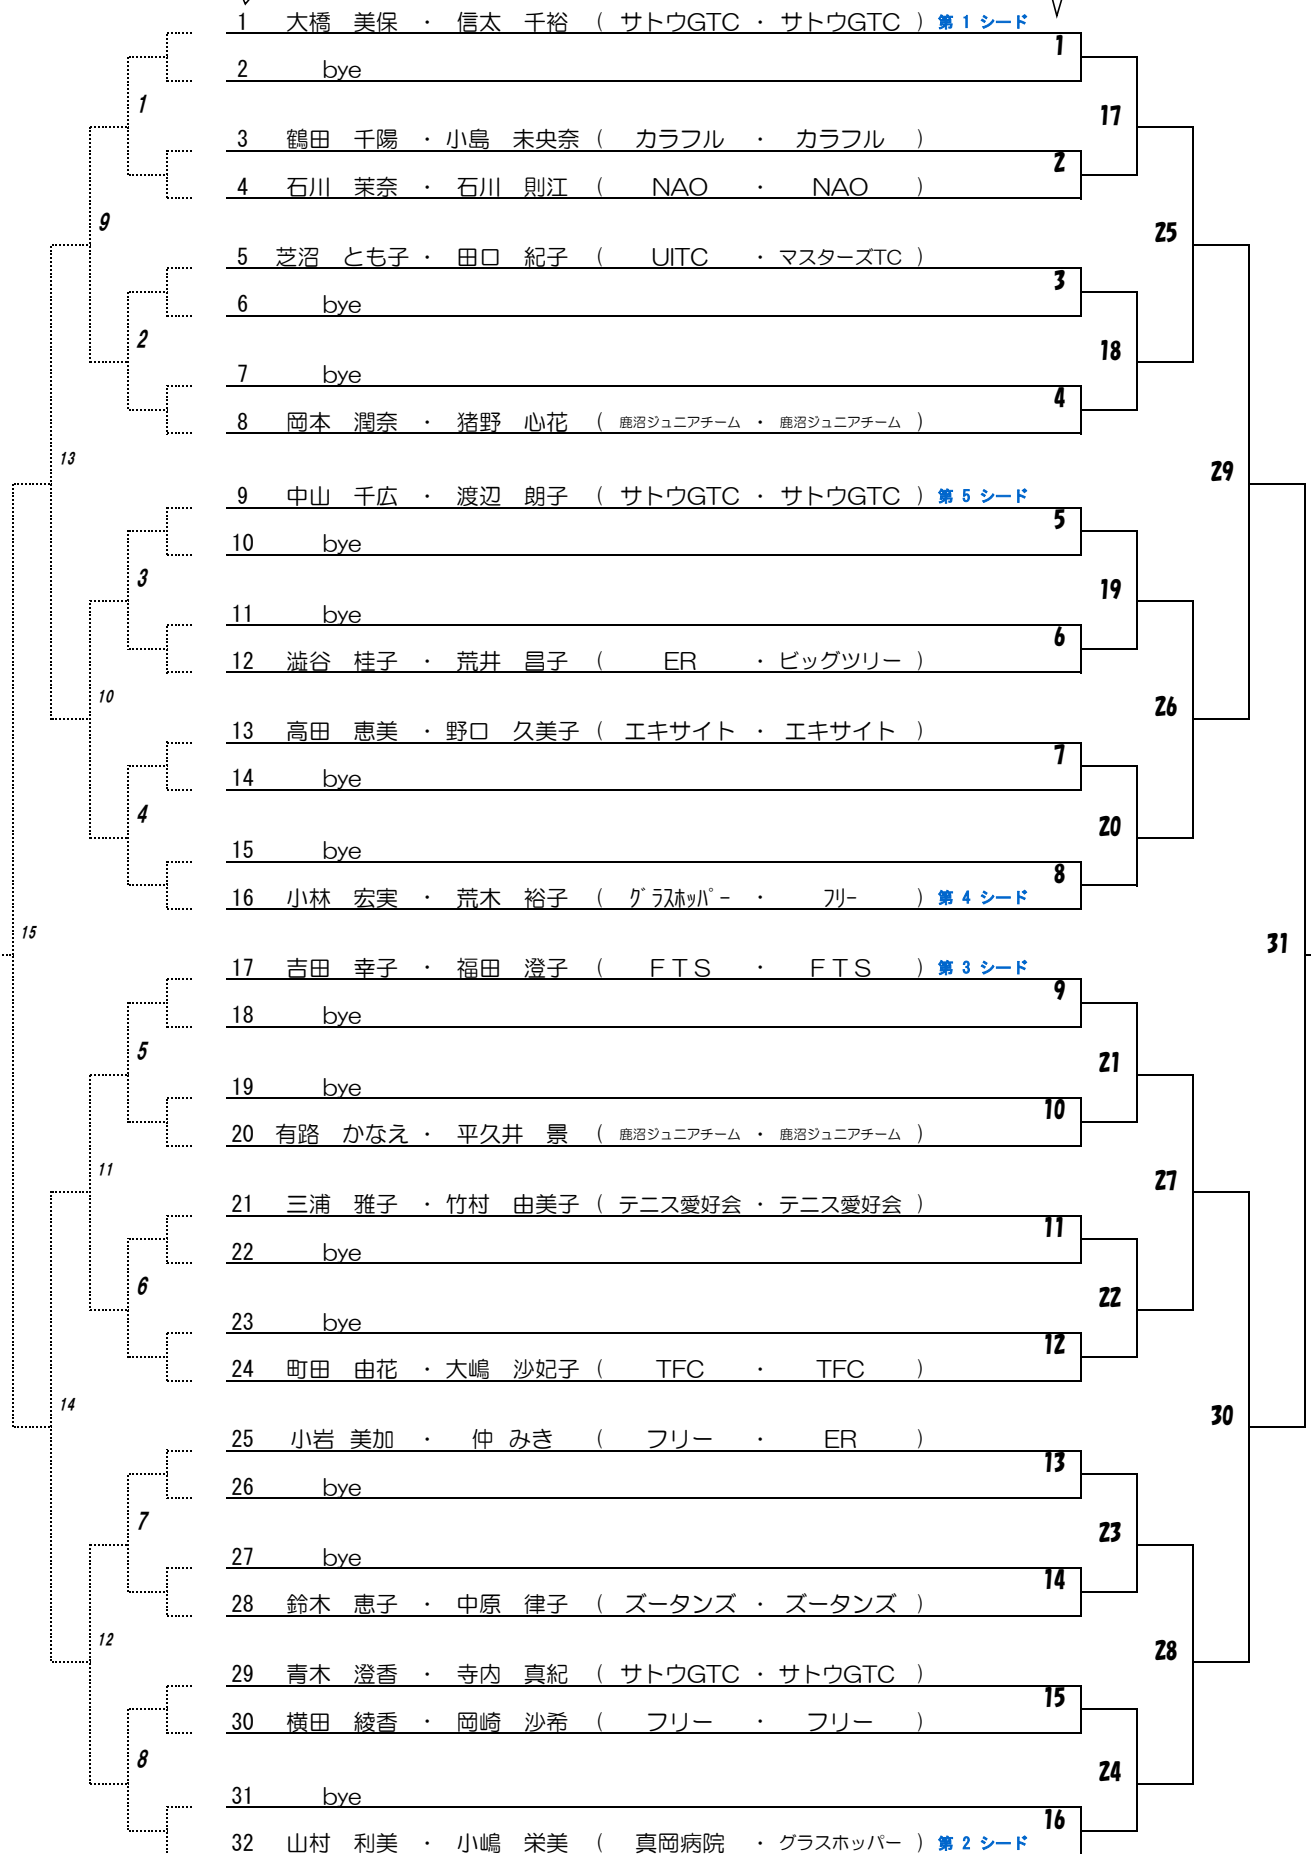 1 大橋 美保 ・ 信太 千裕 ( サトウGTC ・ サトウGTC ) 第 1 シード
1
2 bye
1
17
3 鶴田 千陽 ・ 小島 未央奈 ( カラフル ・ カラフル )
2
4 石川 茉奈 ・ 石川 則江 ( NAO ・ NAO )
9
25
5 芝沼 とも子 ・ 田口 紀子 ( UITC ・ マスターズTC )
3
6 bye
2
18
7 bye
4
8 岡本 潤奈 ・ 猪野 心花 ( 鹿沼ジュニアチーム ・ 鹿沼ジュニアチーム )
13
29
9 中山 千広 ・ 渡辺 朗子 ( サトウGTC ・ サトウGTC ) 第 5 シード
5
10 bye
3
19
11 bye
6
12 澁谷 桂子 ・ 荒井 昌子 ( ER ・ ビッグツリー )
10
26
13 高田 恵美 ・ 野口 久美子 ( エキサイト ・ エキサイト )
7
14 bye
4
20
15 bye
8
16 小林 宏実 ・ 荒木 裕子 ( グラスホッパー ・ フリー ) 第 4 シード
15
31
17 吉田 幸子 ・ 福田 澄子 ( FTS ・ FTS ) 第 3 シード
9
18 bye
5
21
19 bye
10
20 有路 かなえ ・ 平久井 景 ( 鹿沼ジュニアチーム ・ 鹿沼ジュニアチーム )
11
27
21 三浦 雅子 ・ 竹村 由美子 ( テニス愛好会 ・ テニス愛好会 )
11
22 bye
6
22
23 bye
12
24 町田 由花 ・ 大嶋 沙妃子 ( TFC ・ TFC )
14
30
25 小岩 美加 ・ 仲 みき ( フリー ・ ER )
13
26 bye
7
23
27 bye
14
28 鈴木 恵子 ・ 中原 律子 ( ズータンズ ・ ズータンズ )
12
28
29 青木 澄香 ・ 寺内 真紀 ( サトウGTC ・ サトウGTC )
15
30 横田 綾香 ・ 岡崎 沙希 ( フリー ・ フリー )
8
24
31 bye
16
32 山村 利美 ・ 小嶋 栄美 ( 真岡病院 ・ グラスホッパー ) 第 2 シード